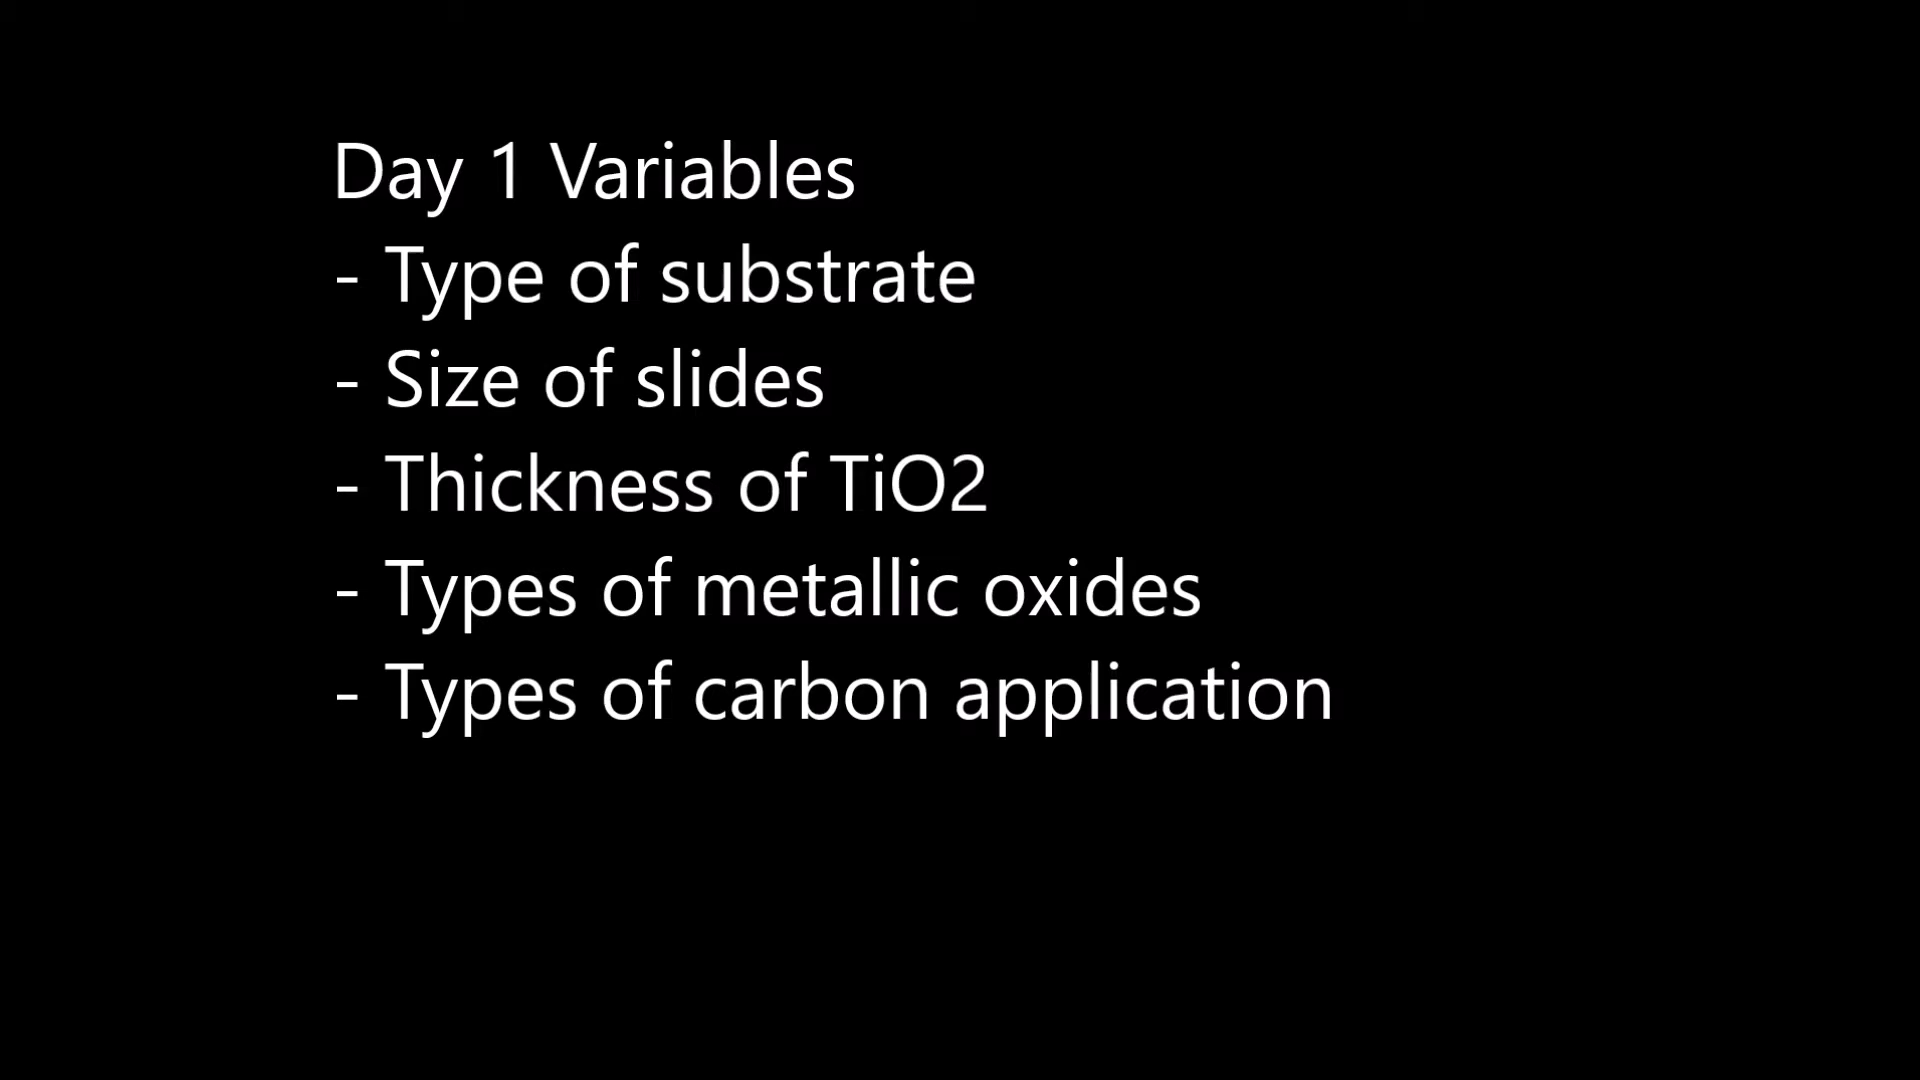 Day 1 Variables
- Type of substrate
- Size of slides
- Thickness of TiO2
- Types of metallic oxides
- Types of carbon application